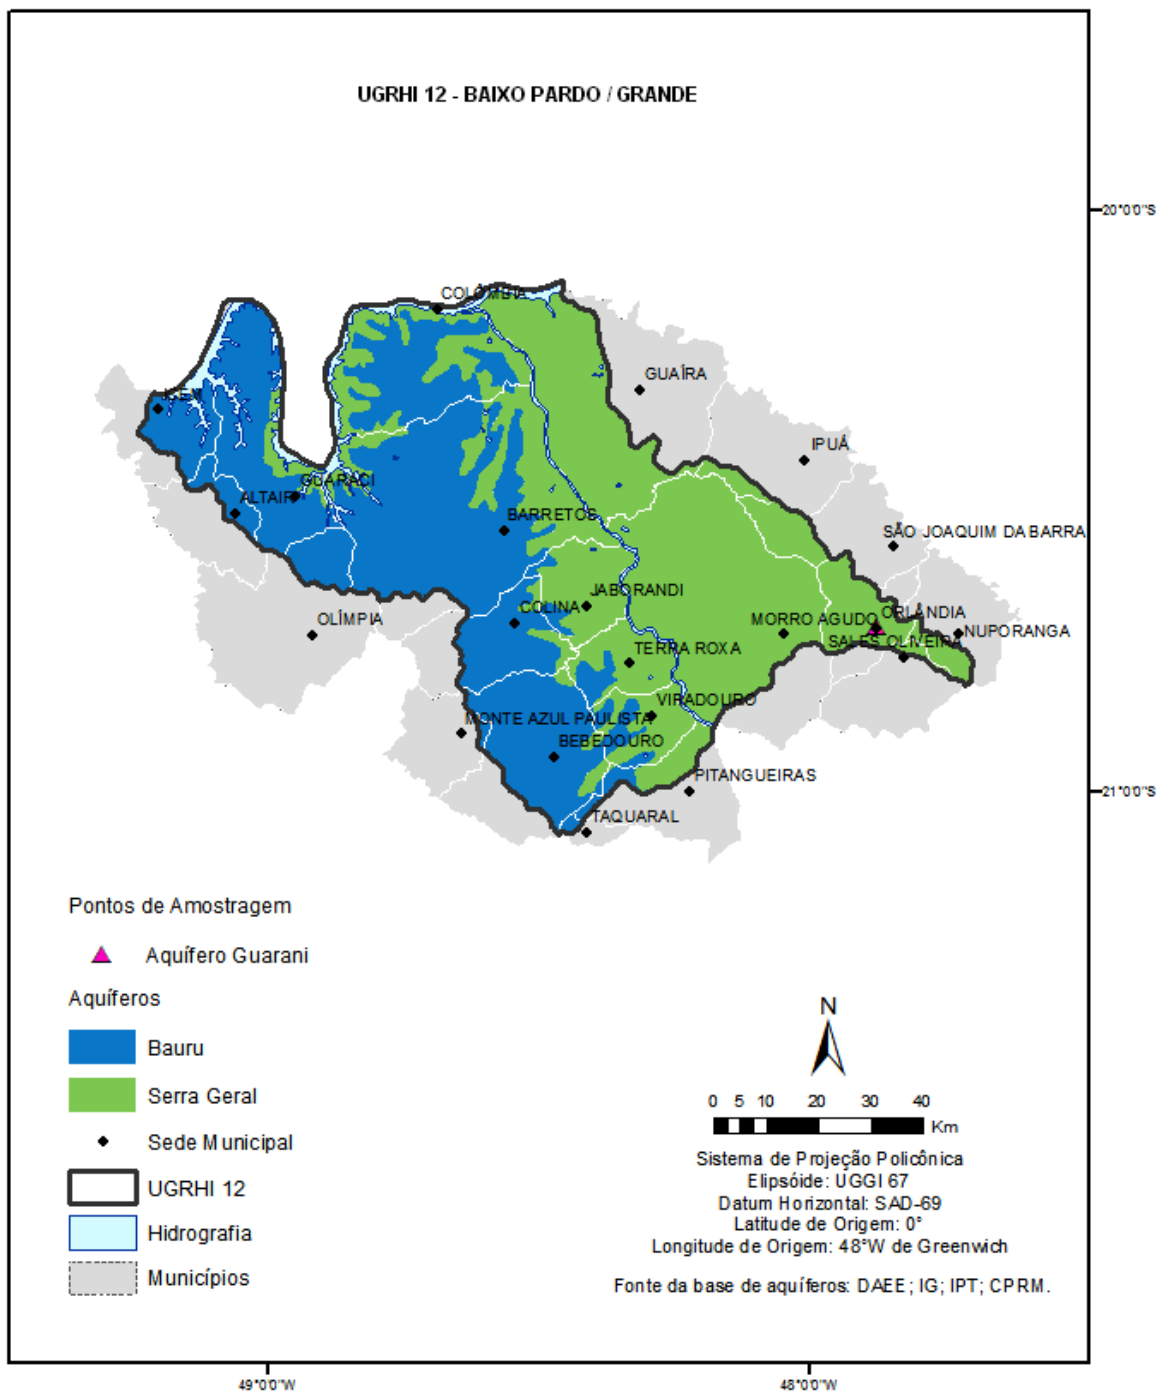 UGRHI 12 - BAIXO PARDO / GRANDE
20°0'0"S
COLÔMBIA
GUAÍRA
ICEM
IPUÃ
GUARACI
ALTAIR
BARRETOS
SÃO JOAQUIM DA BARRA
JABORANDI
COLINA
OLÍMPIA
MORRO AGUDO
ORLÂNDIA
NUPORANGA
SALES OLIVEIRA
TERRA ROXA
VIRADOURO
MONTE AZUL PAULISTA
BEBEDOURO
PITANGUEIRAS
21°0'0"S
TAQUARAL
Pontos de Amostragem
Aquífero Guarani
Aquíferos
Bauru
Serra Geral
Sede Municipal
UGRHI 12
Hidrografia
Municípios
N
0 5 10 20 30 40
Km
Sistema de Projeção Policônica
Elipsóide: UGGI 67
Datum Horizontal: SAD-69
Latitude de Origem: 0°
Longitude de Origem: 48°W de Greenwich
Fonte da base de aquíferos: DAEE; IG; IPT; CPRM.
49°0'0"W
48°0'0"W